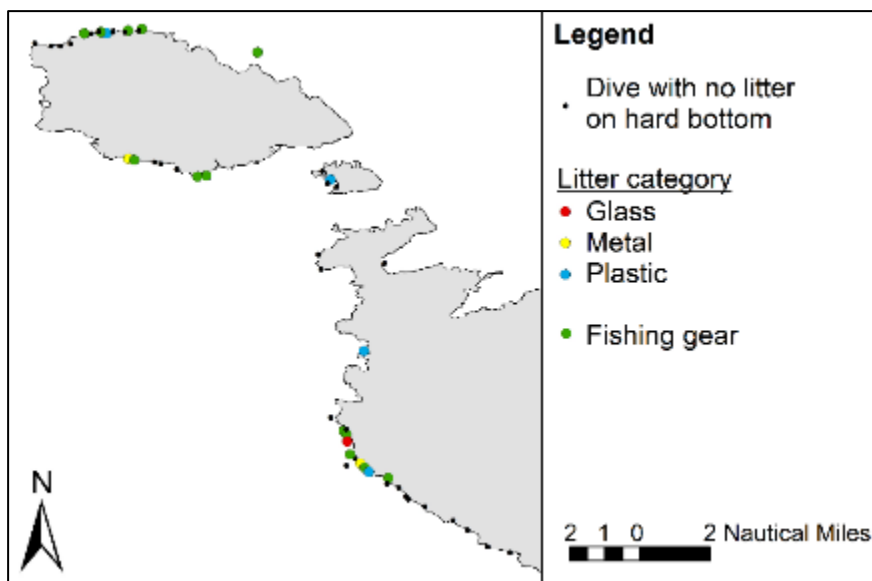 Legend
Dive with no litter
on hard bottom
Litter category
Glass
Metal
Plastic
Fishing gear
N
2 1 0 2 Nautical Miles